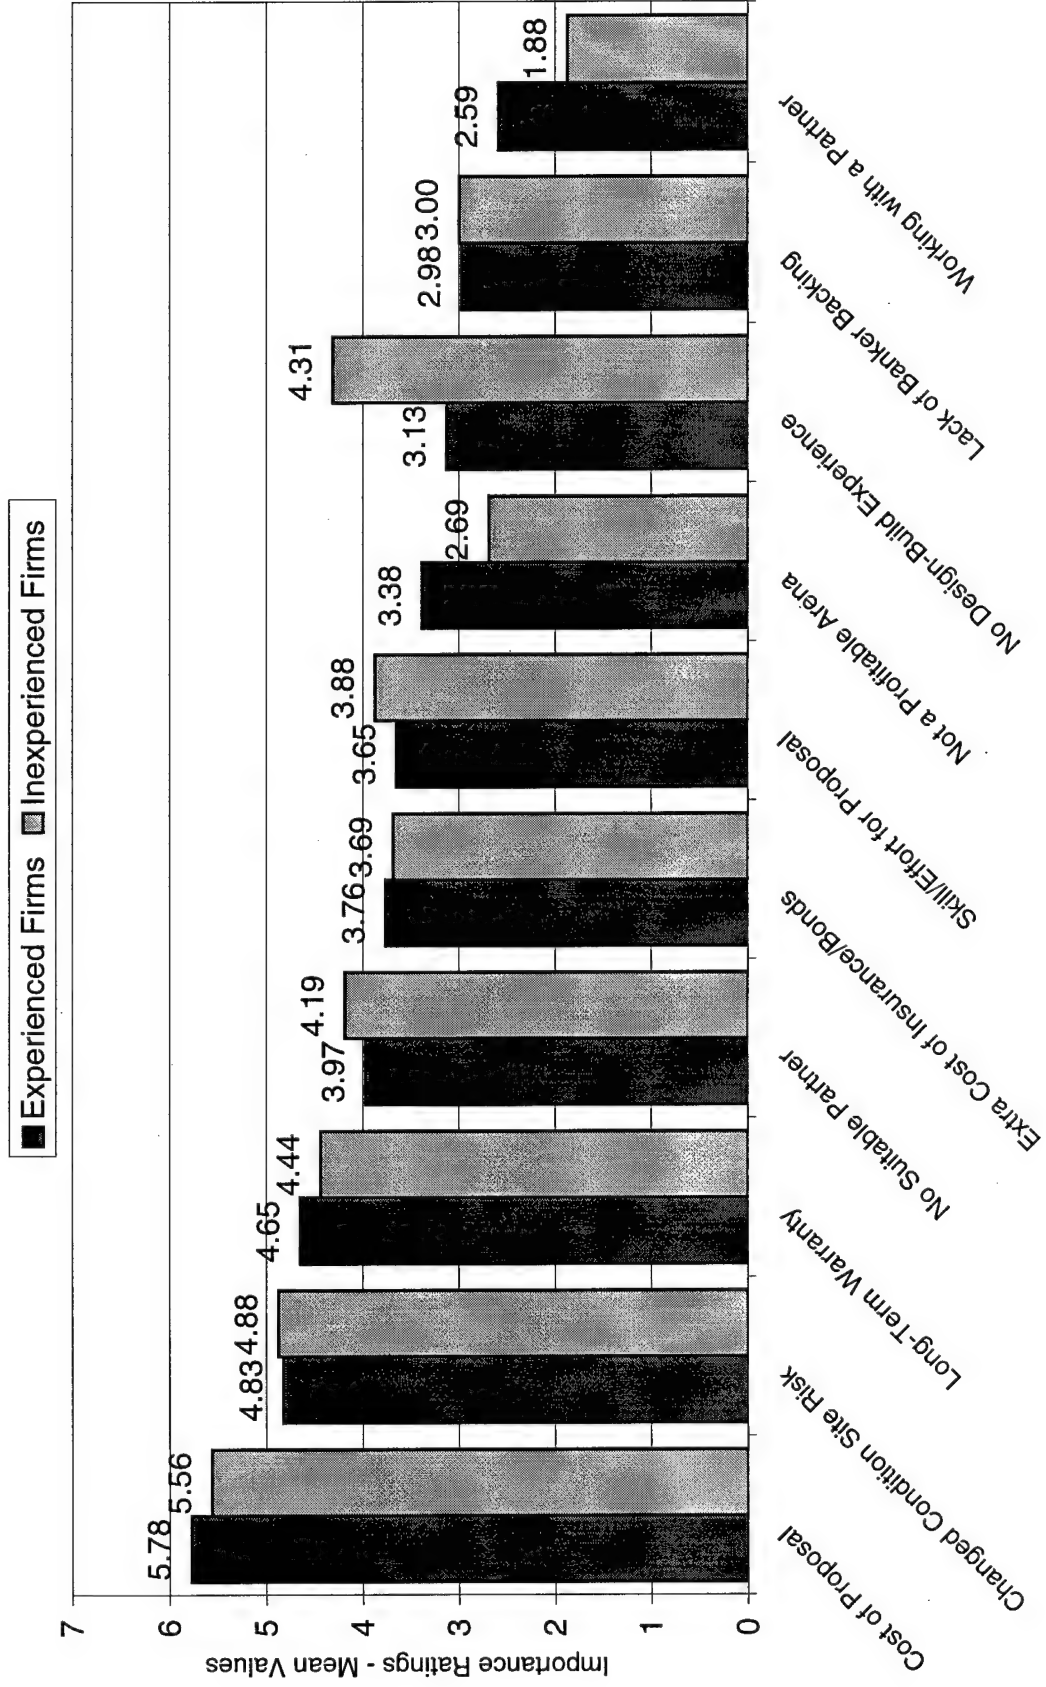 Experienced Firms Inexperienced Firms
Importance Ratings - Mean Values
7
6
5
4
3
2
1
0
5.78
5.56
4.83
4.88
4.65
4.44
3.97
4.19
3.76
3.69
3.65
3.88
3.38
2.69
3.13
4.31
2.98
3.00
2.59
1.88
Cost of Proposal
Changed Condition Site Risk
Long-Term Warranty
No Suitable Partner
Extra Cost of Insurance/Bonds
Skill/Effort for Proposal
Not a Profitable Arena
No Design-Build Experience
Lack of Banker Backing
Working with a Partner